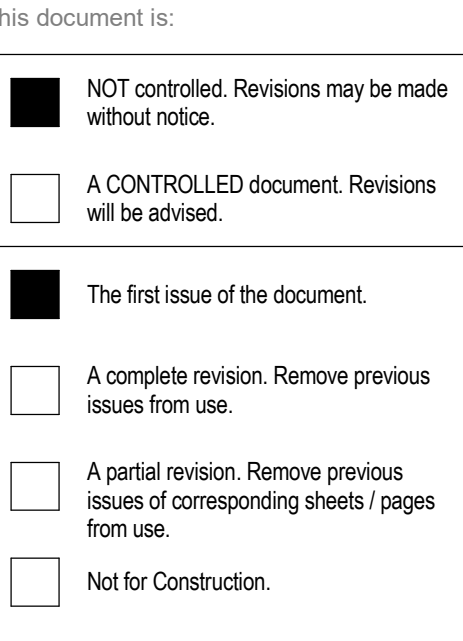 his document is:
NOT controlled. Revisions may be made
without notice.
A CONTROLLED document. Revisions
will be advised.
The first issue of the document.
A complete revision. Remove previous
issues from use.
A partial revision. Remove previous
issues of corresponding sheets / pages
from use.
Not for Construction.